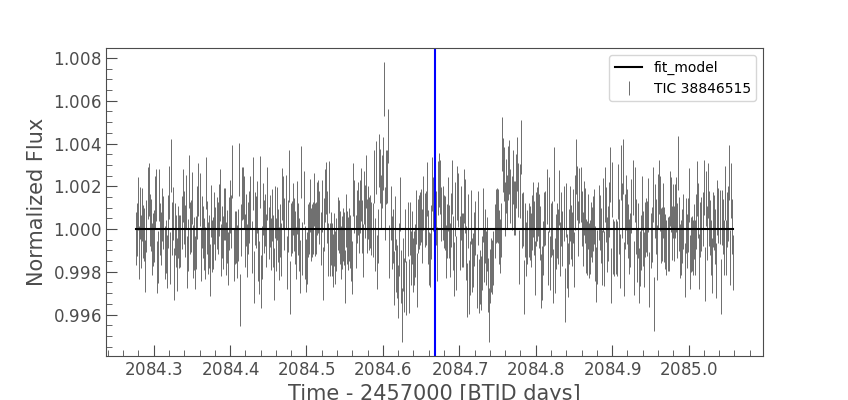 1.008
1.006
1.004
1.002
1.000
0.998
0.996
Normalized Flux
fit_model
TIC 38846515
2084.3 2084.4 2084.5 2084.6 2084.7 2084.8 2084.9 2085.0
Time - 2457000 [BTJD days]